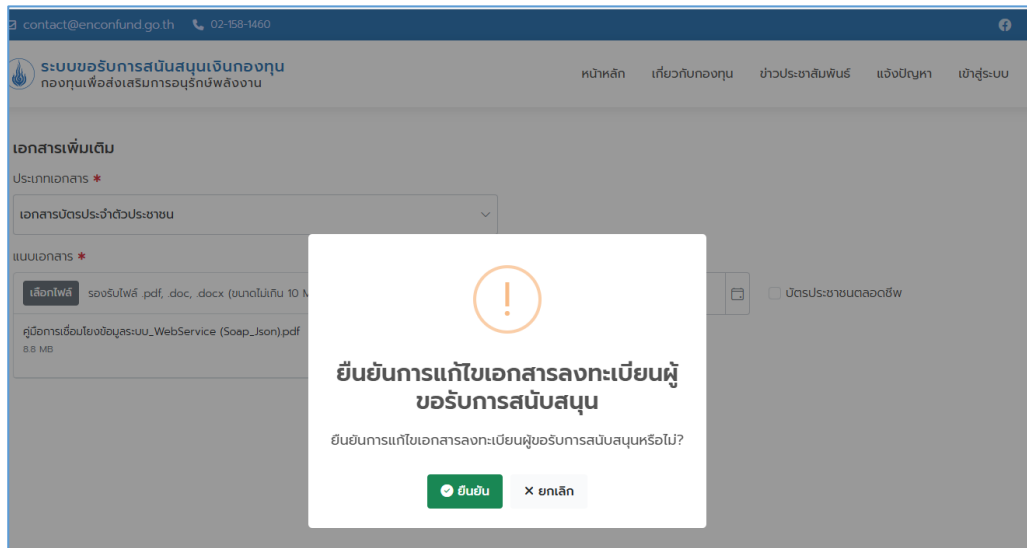 contact@enconfund.go.th 02-158-1460
ระบบขอรับการสนันสนุนเงินกองทุน
กองทุนเพื่อส่งเสริมการอนุรักษ์พลังงาน
หน้าหลัก เกี่ยวกับกองทุน ข่าวประชาสัมพันธ์ แจ้งปัญหา เข้าสู่ระบบ
เอกสารเพิ่มเติม
ประเภทเอกสาร *
เอกสารบัตรประจำตัวประชาชน
แนบเอกสาร *
เลือกไฟล์ รองรับไฟล์ .pdf, .doc, .docx (ขนาดไม่เกิน 10 M
บัตรประชาชนตลอดชีพ
คู่มือการเชื่อมโยงข้อมูลระบบ_WebService (Soap_Json).pdf
8.8 MB
!
ยืนยันการแก้ไขเอกสารลงทะเบียนผู้
ขอรับการสนับสนุน
ยืนยันการแก้ไขเอกสารลงทะเบียนผู้ขอรับการสนับสนุนหรือไม่?
ยืนยัน × ยกเลิก